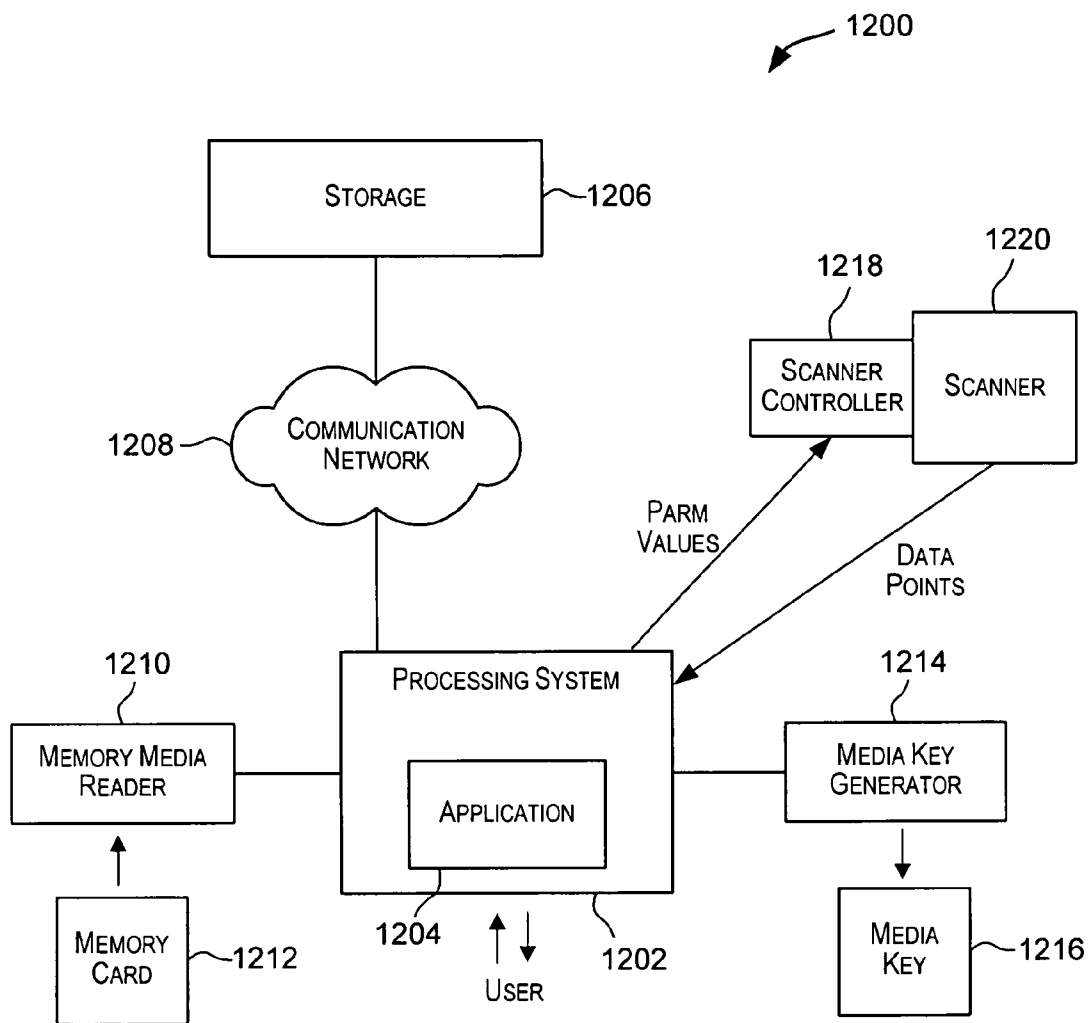 1200
STORAGE
1206
1220
1218
SCANNER
CONTROLLER
SCANNER
1208
COMMUNICATION
NETWORK
PARM
VALUES
DATA
POINTS
1210
PROCESSING SYSTEM
1214
MEMORY MEDIA
READER
APPLICATION
MEDIA KEY
GENERATOR
1204
1202
MEMORY
CARD
1212
USER
MEDIA
KEY
1216